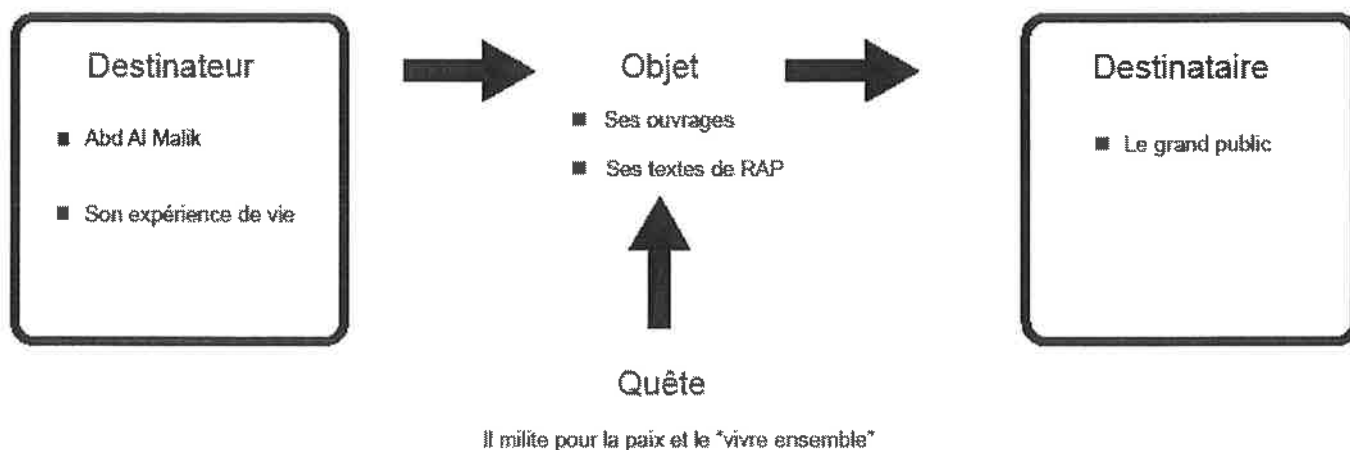 Destinateur
Abd Al Malik
Son expérience de vie
Objet
Ses ouvrages
Ses textes de RAP
Destinataire
Le grand public
Quête
Il milite pour la paix et le "vivre ensemble"